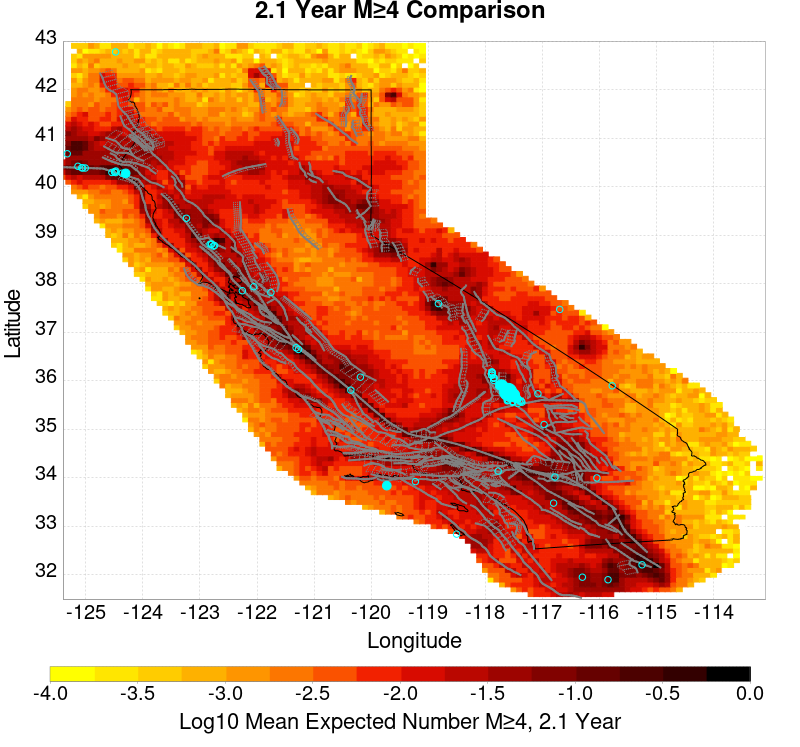 2.1 Year M≥4 Comparison
43
42
41
40
39
38
37
36
35
34
33
32
Latitude
-125 -124 -123 -122 -121 -120 -119 -118 -117 -116 -115 -114
Longitude
-4.0 -3.5 -3.0 -2.5 -2.0 -1.5 -1.0 -0.5 0.0
Log10 Mean Expected Number M≥4, 2.1 Year